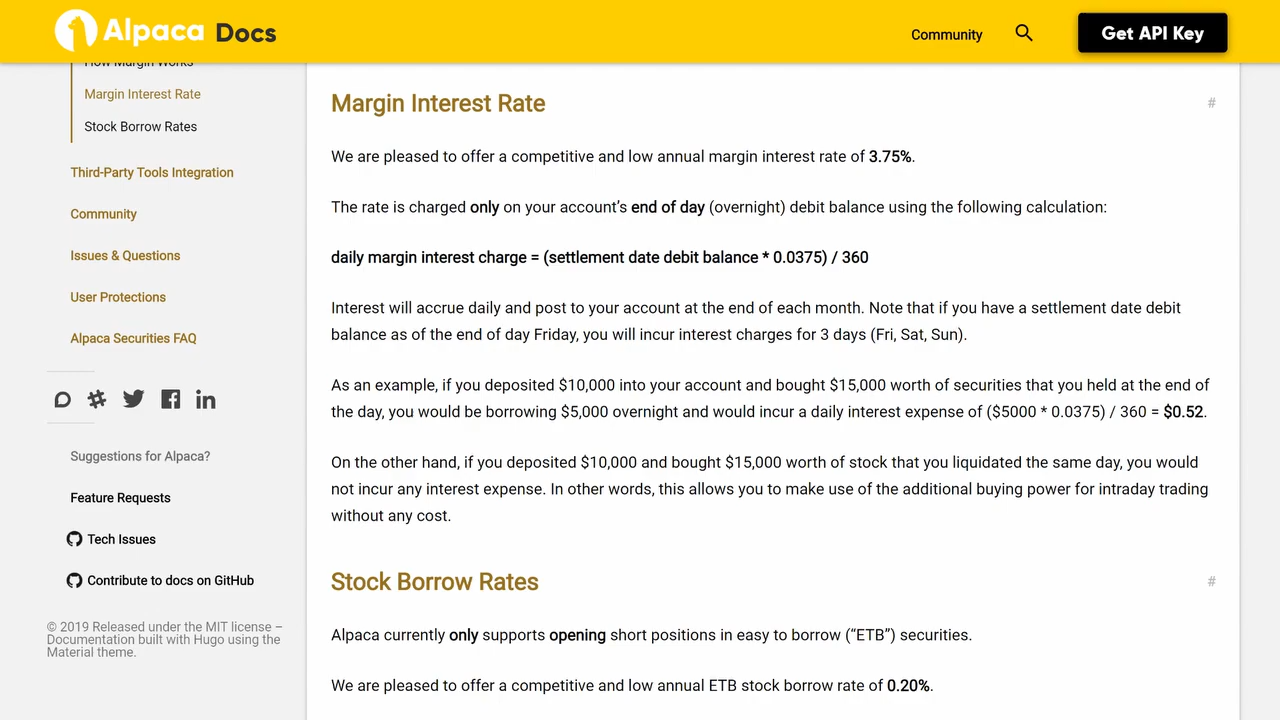 Alpaca Docs
Community
Get API Key
How Margin Works
Margin Interest Rate
Stock Borrow Rates
Third-Party Tools Integration
Community
Issues & Questions
User Protections
Alpaca Securities FAQ
Suggestions for Alpaca?
Feature Requests
Tech Issues
Contribute to docs on GitHub
© 2019 Released under the MIT license –
Documentation built with Hugo using the
Material theme.
Margin Interest Rate #
We are pleased to offer a competitive and low annual margin interest rate of 3.75%.
The rate is charged only on your account’s end of day (overnight) debit balance using the following calculation:
daily margin interest charge = (settlement date debit balance * 0.0375) / 360
Interest will accrue daily and post to your account at the end of each month. Note that if you have a settlement date debit
balance as of the end of day Friday, you will incur interest charges for 3 days (Fri, Sat, Sun).
As an example, if you deposited $10,000 into your account and bought $15,000 worth of securities that you held at the end of
the day, you would be borrowing $5,000 overnight and would incur a daily interest expense of ($5000 * 0.0375) / 360 = $0.52.
On the other hand, if you deposited $10,000 and bought $15,000 worth of stock that you liquidated the same day, you would
not incur any interest expense. In other words, this allows you to make use of the additional buying power for intraday trading
without any cost.
Stock Borrow Rates #
Alpaca currently only supports opening short positions in easy to borrow (“ETB”) securities.
We are pleased to offer a competitive and low annual ETB stock borrow rate of 0.20%.